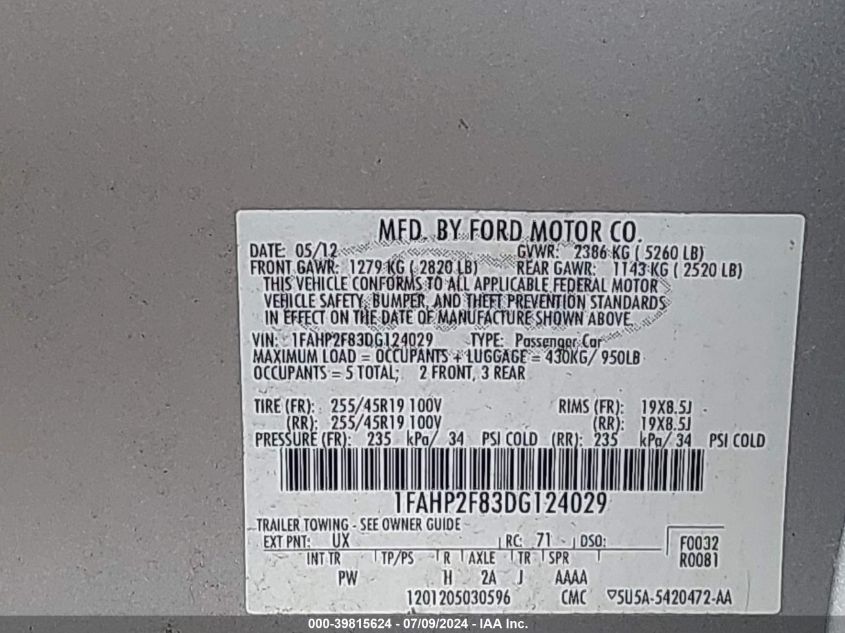 MFD. BY FORD MOTOR CO.
DATE: 05/12 GVWR: 2386 KG ( 5260 LB)
FRONT GAWR: 1279 KG ( 2820 LB) REAR GAWR: 1143 KG ( 2520 LB)
THIS VEHICLE CONFORMS TO ALL APPLICABLE FEDERAL MOTOR
VEHICLE SAFETY, BUMPER, AND THEFT PREVENTION STANDARDS
IN EFFECT ON THE DATE OF MANUFACTURE SHOWN ABOVE.
VIN: 1FAHP2F83DG124029 TYPE: Passenger Car
MAXIMUM LOAD = OCCUPANTS + LUGGAGE = 430KG/ 950LB
OCCUPANTS = 5 TOTAL; 2 FRONT, 3 REAR
TIRE (FR): 255/45R19 100V RIMS (FR): 19X8.5J
(RR): 255/45R19 100V (RR): 19X8.5J
PRESSURE (FR): 235 kPa/ 34 PSI COLD (RR): 235 kPa/ 34 PSI COLD
1FAHP2F83DG124029
TRAILER TOWING - SEE OWNER GUIDE
EXT PNT: UX RC: 71 DSO: F0032
INT TR TP/PS R AXLE TR SPR R0081
PW H 2A J AAAA
1201205030596 CMC ▽5U5A-5420472-AA
000-39815624 - 07/09/2024 - IAA Inc.